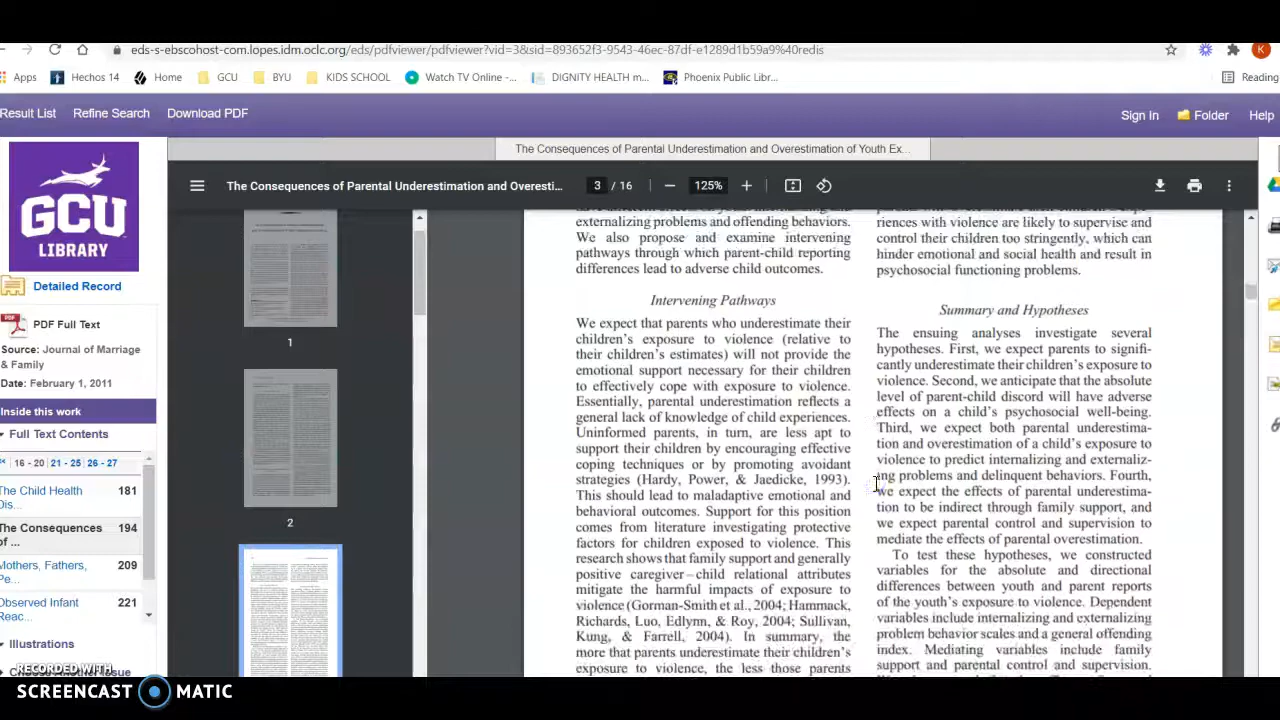 eds-s-ebscohost-com.lopes.idm.oclc.org/eds/pdfviewer/pdfviewer?vid=3&sid=893652f3-9543-46ec-87df-e1289d1b59a9%40redis
K
Apps
Hechos 14
Home
GCU
BYU
KIDS SCHOOL
Watch TV Online -...
DIGNITY HEALTH m...
Phoenix Public Libr...
Reading
Result List
Refine Search
Download PDF
Sign In
Folder
Help
GCU
LIBRARY
Detailed Record
PDF
PDF Full Text
Source: Journal of Marriage
& Family
Date: February 1, 2011
Inside this work
Full Text Contents
16 - 20
21 - 25
26 - 27
The Child Health
Dis...
181
The Consequences
of ...
194
Mothers, Fathers,
Pe...
209
Observed Infant
Reac...
221
Illustrations
Choose Another Issue
The Consequences of Parental Underestimation and Overestimation of Youth Ex...
The Consequences of Parental Underestimation and Overesti...
3 / 16
125%
1
2
externalizing problems and offending behaviors.
We also propose and examine intervening
pathways through which parent-child reporting
differences lead to adverse child outcomes.
Intervening Pathways
We expect that parents who underestimate their
children's exposure to violence (relative to
their children's estimates) will not provide the
emotional support necessary for their children
to effectively cope with exposure to violence.
Essentially, parental underestimation reflects a
general lack of knowledge of child experiences.
Uninformed parents, in turn, are less apt to
support their children by encouraging effective
coping techniques or by promoting avoidant
strategies (Hardy, Power, & Jaedicke, 1993).
This should lead to maladaptive emotional and
behavioral outcomes. Support for this position
comes from literature investigating protective
factors for children exposed to violence. This
research shows that family support and generally
positive caregiver-child relational attributes
mitigate the harmful impacts of exposure to
violence (Gorman-Smith, 2004; Hammack,
Richards, Luo, Edlynn, & Roy, 2004; Sullivan,
Kung, & Farrell, 2004). In summary, the
more that parents underestimate their children's
exposure to violence, the less those parents
riences with violence are likely to supervise and
control their children too stringently, which can
hinder emotional and social health and result in
psychosocial functioning problems.
Summary and Hypotheses
The ensuing analyses investigate several
hypotheses. First, we expect parents to signifi-
cantly underestimate their children's exposure to
violence. Second, we anticipate that the absolute
level of parent-child discord will have adverse
effects on a child's psychosocial well-being.
Third, we expect both parental underestima-
tion and overestimation of a child's exposure to
violence to predict internalizing and externaliz-
ing problems and delinquent behaviors. Fourth,
we expect the effects of parental underestima-
tion to be indirect through family support, and
we expect parental control and supervision to
mediate the effects of parental overestimation.
To test these hypotheses, we constructed
variables for the absolute and directional
differences between youth and parent reports
of the youth's exposure to violence. Dependent
variables include internalizing and externalizing
problem behavior scales and a general offending
index. Mediating variables include family
support and parental control and supervision.
RECORDED WITH
SCREENCAST MATIC